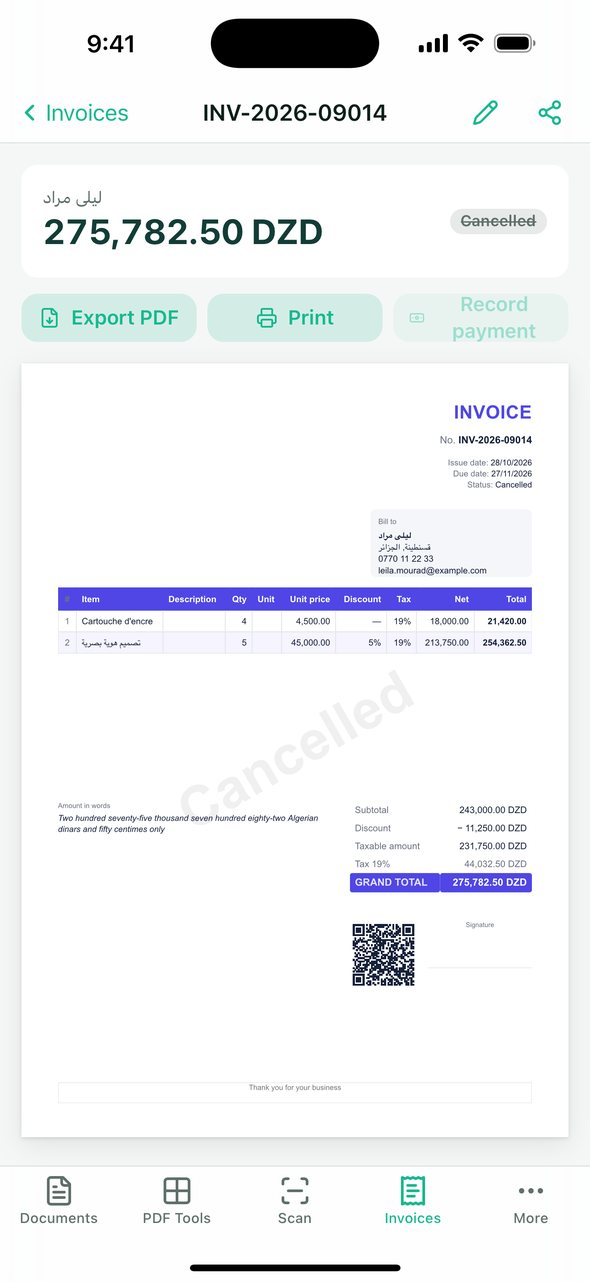 9:41
Invoices
INV-2026-09014
ليلى مراد
275,782.50 DZD
Cancelled
Export PDF
Print
Record payment
INVOICE
No. INV-2026-09014
Issue date: 28/10/2026
Due date: 27/11/2026
Status: Cancelled
Bill to
ليلى مراد
قسنطينة, الجزائر
0770 11 22 33
leila.mourad@example.com
# Item Description Qty Unit Unit price Discount Tax Net Total
1 Cartouche d'encre 4 4,500.00 — 19% 18,000.00 21,420.00
2 تصميم هوية بصرية 5 45,000.00 5% 19% 213,750.00 254,362.50
Cancelled
Amount in words
Two hundred seventy-five thousand seven hundred eighty-two Algerian
dinars and fifty centimes only
Subtotal 243,000.00 DZD
Discount − 11,250.00 DZD
Taxable amount 231,750.00 DZD
Tax 19% 44,032.50 DZD
GRAND TOTAL 275,782.50 DZD
Signature
Thank you for your business
Documents
PDF Tools
Scan
Invoices
More